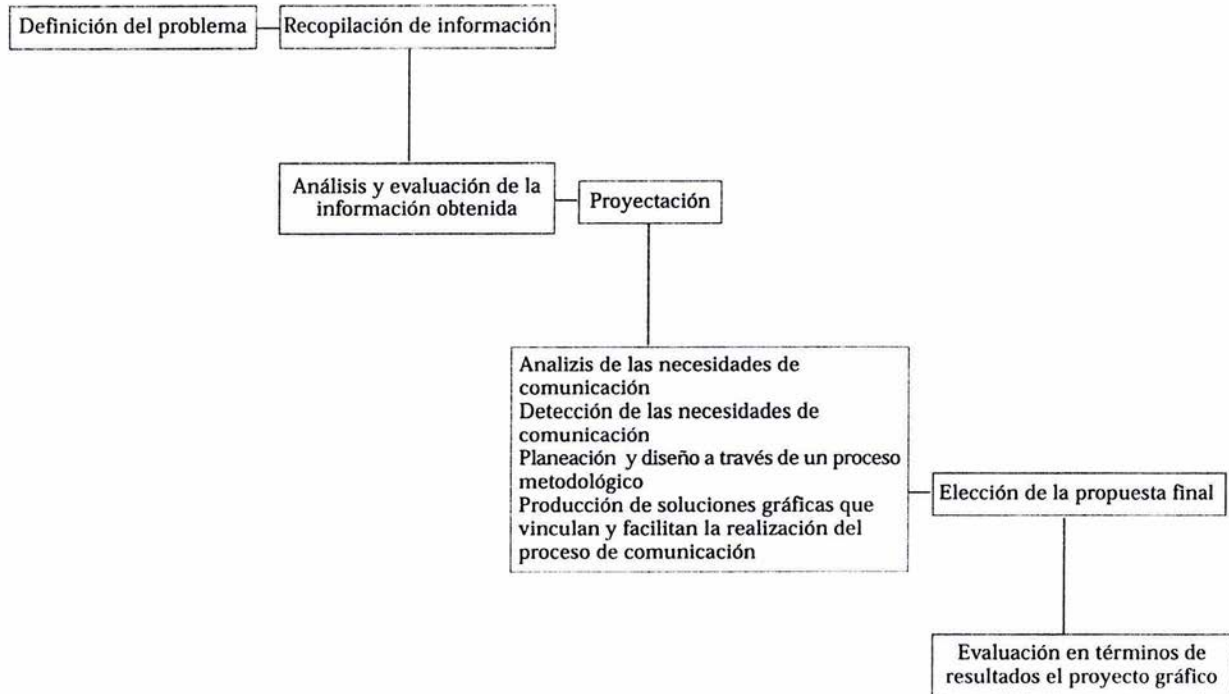 Definición del problema
Recopilación de información
Análisis y evaluación de la
información obtenida
Proyectación
Analizis de las necesidades de
comunicación
Detección de las necesidades de
comunicación
Planeación y diseño a través de un proceso
metodológico
Producción de soluciones gráficas que
vinculan y facilitan la realización del
proceso de comunicación
Elección de la propuesta final
Evaluación en términos de
resultados el proyecto gráfico